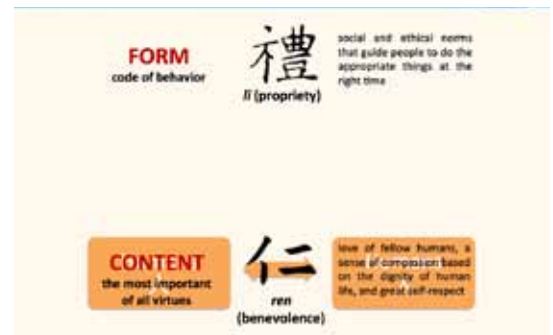 FORM
code of behavior
禮
li (propriety)
social and ethical norms
that guide people to do the
appropriate things at the
right time
CONTENT
the most important
of all virtues
仁
ren
(benevolence)
love of fellow humans, a
sense of compassion based
on the dignity of human
life, and great self-respect